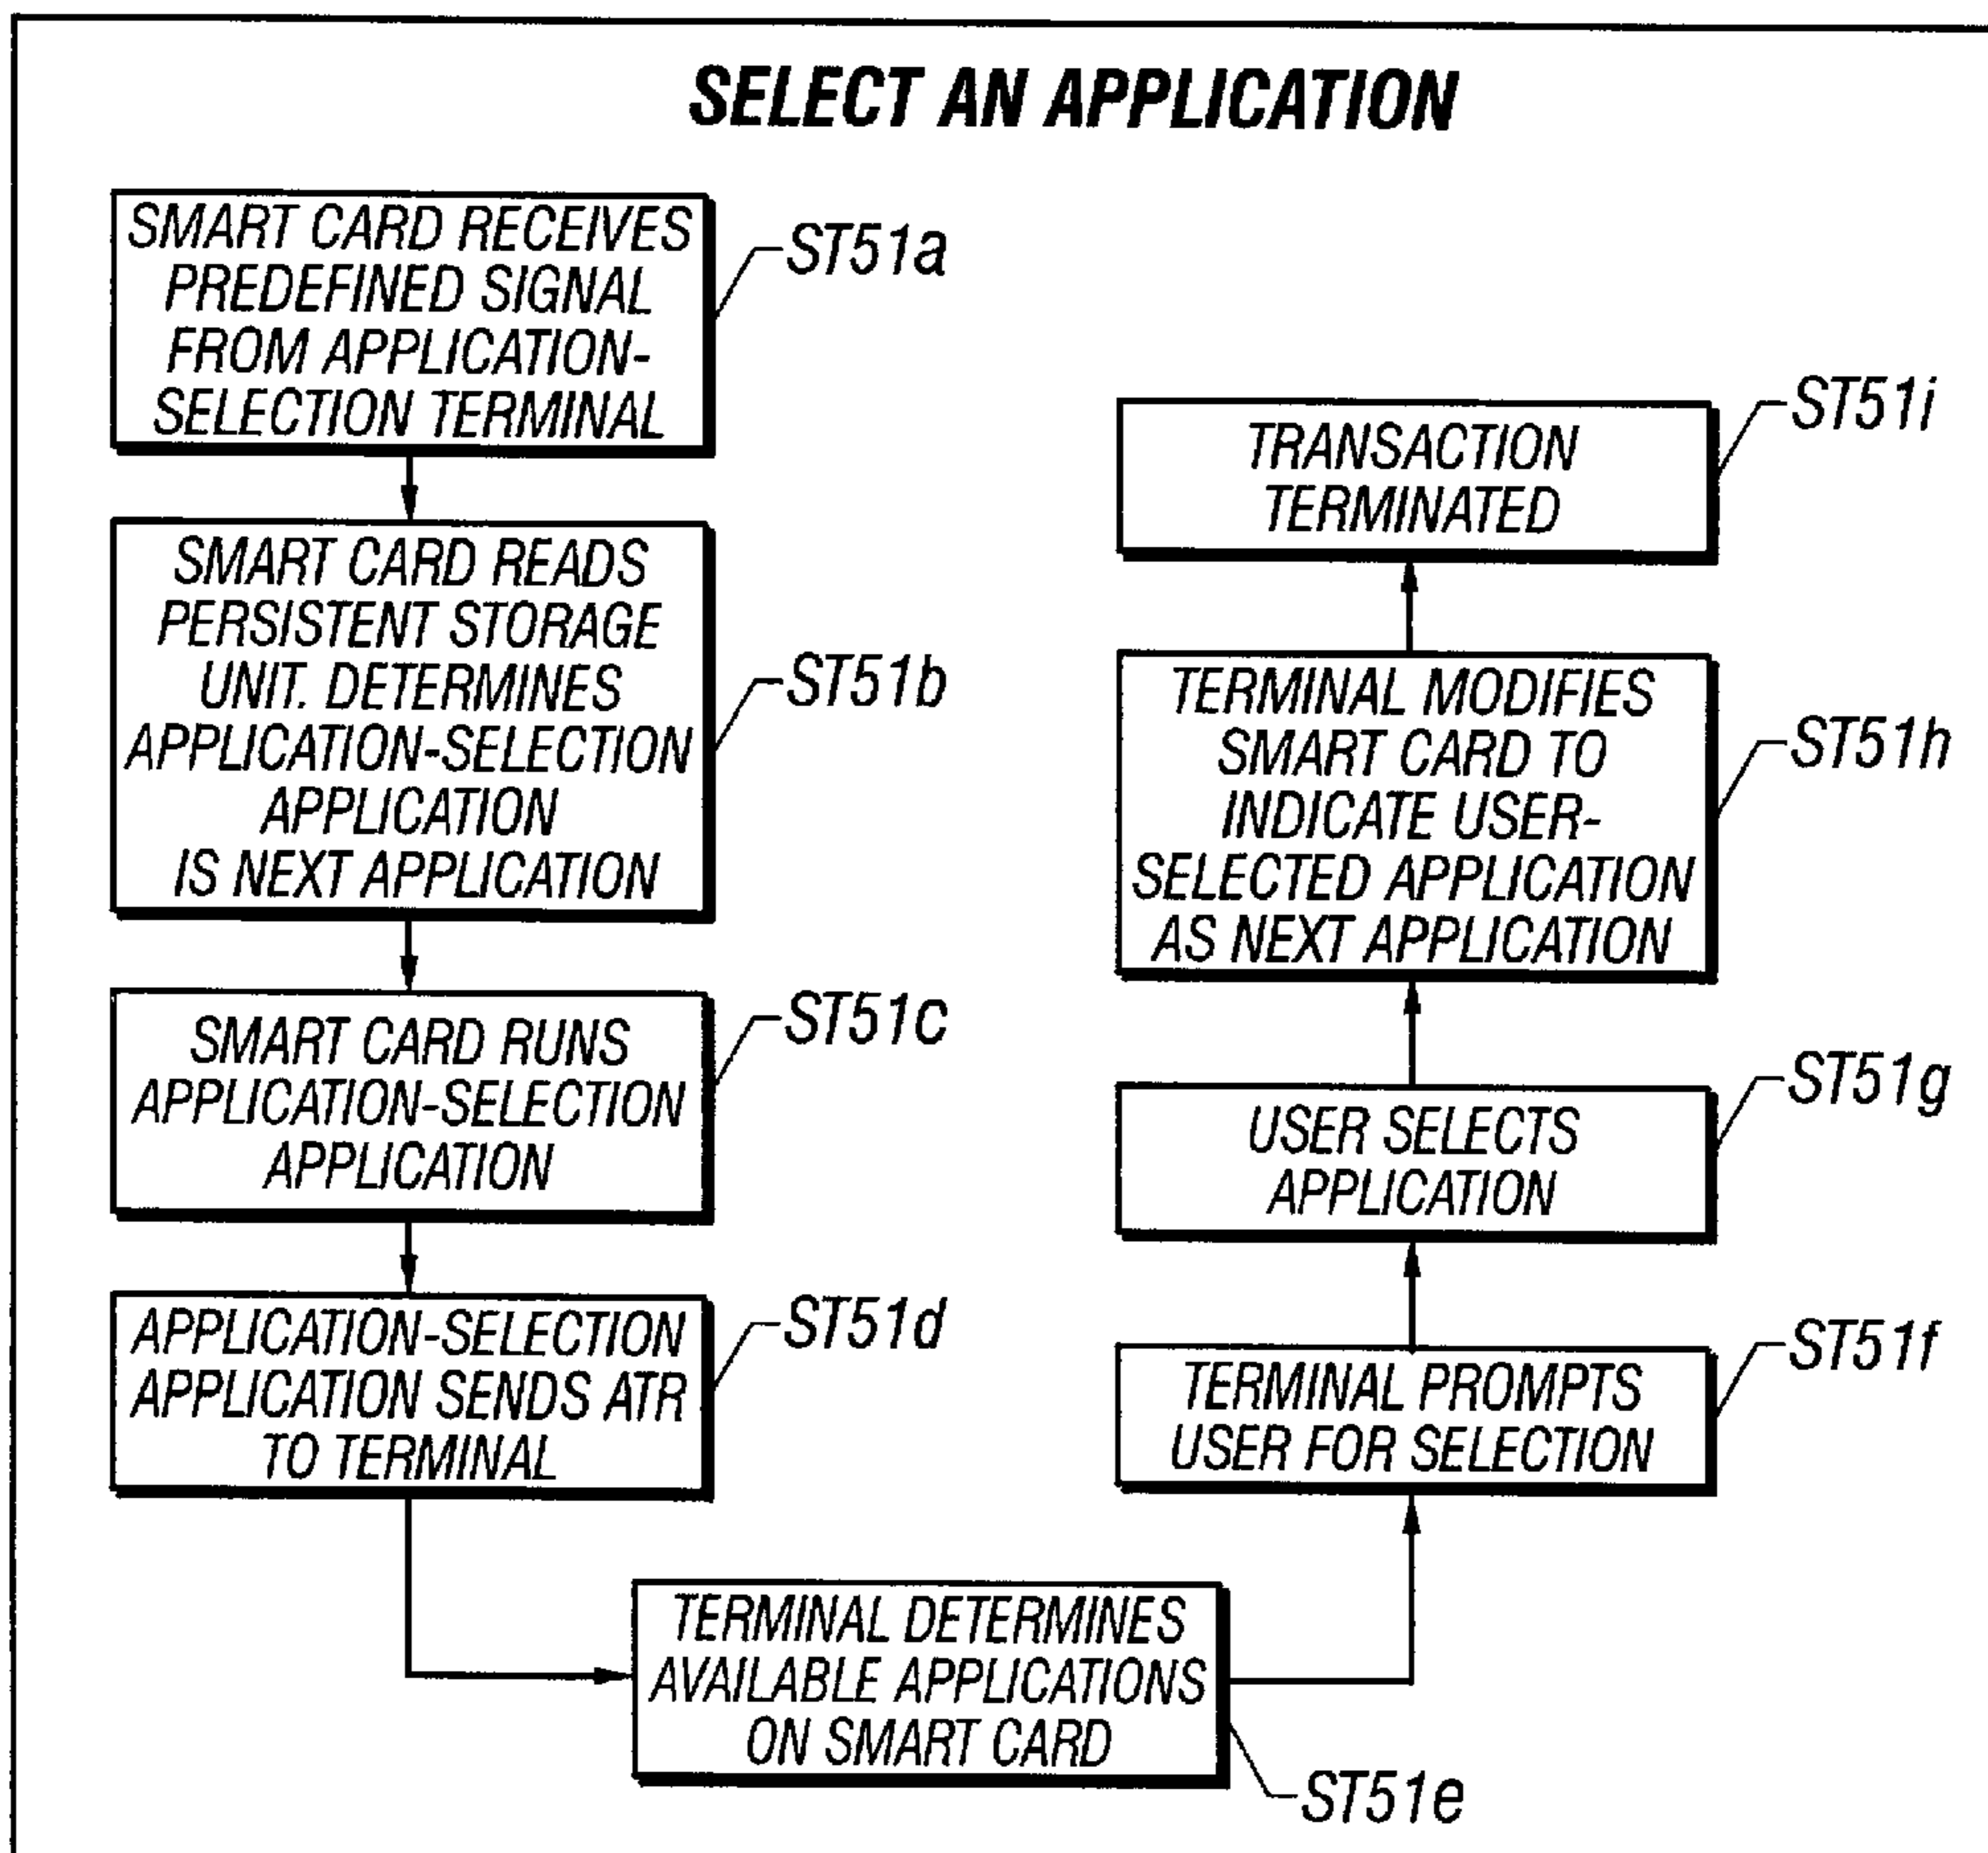 SELECT AN APPLICATION
SMART CARD RECEIVES
PREDEFINED SIGNAL
FROM APPLICATION-
SELECTION TERMINAL
ST51a
SMART CARD READS
PERSISTENT STORAGE
UNIT. DETERMINES
APPLICATION-SELECTION
APPLICATION
IS NEXT APPLICATION
ST51b
SMART CARD RUNS
APPLICATION-SELECTION
APPLICATION
ST51c
APPLICATION-SELECTION
APPLICATION SENDS ATR
TO TERMINAL
ST51d
TERMINAL DETERMINES
AVAILABLE APPLICATIONS
ON SMART CARD
ST51e
TERMINAL PROMPTS
USER FOR SELECTION
ST51f
USER SELECTS
APPLICATION
ST51g
TERMINAL MODIFIES
SMART CARD TO
INDICATE USER-
SELECTED APPLICATION
AS NEXT APPLICATION
ST51h
TRANSACTION
TERMINATED
ST51i